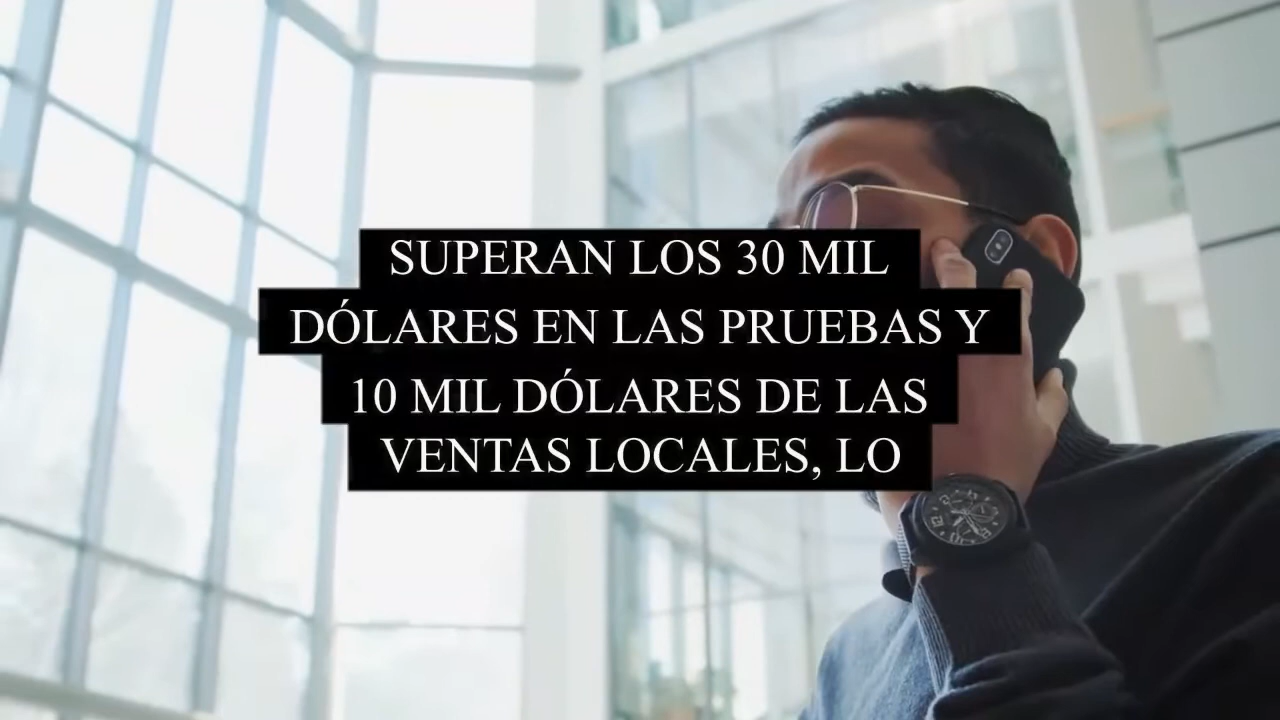 SUPERAN LOS 30 MIL
DÓLARES EN LAS PRUEBAS Y
10 MIL DÓLARES DE LAS
VENTAS LOCALES, LO